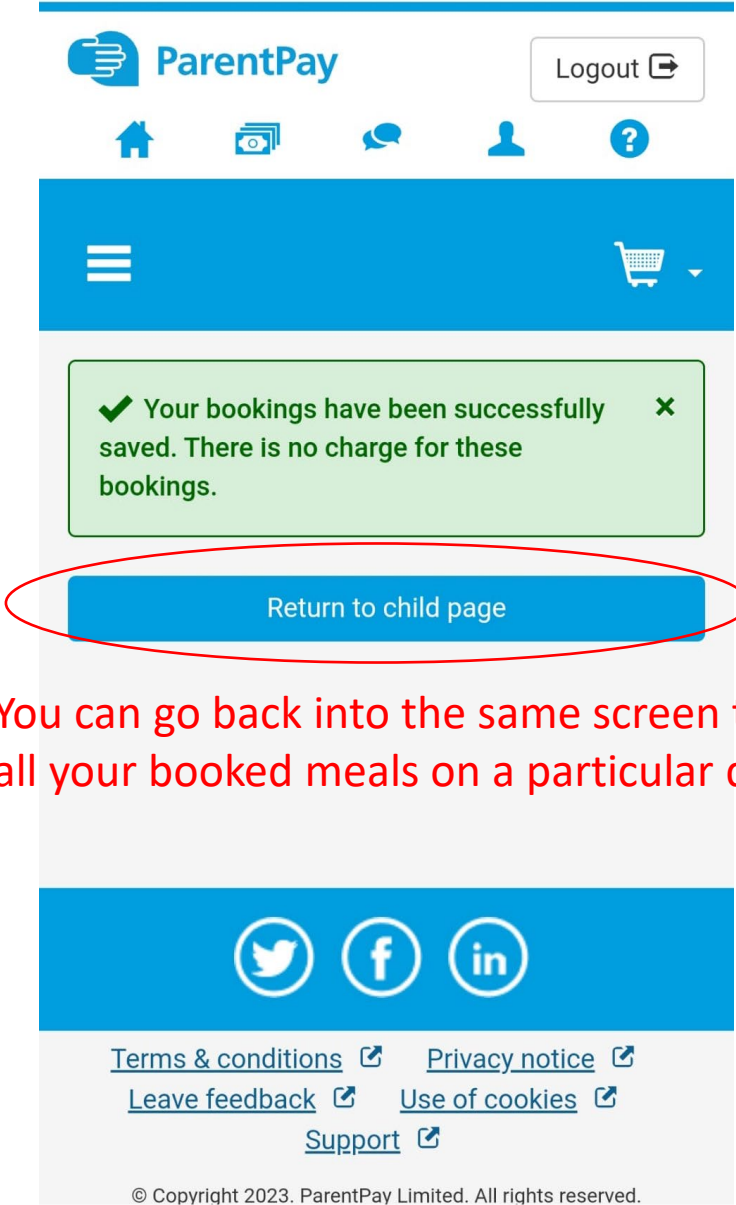 ParentPay
Logout
?
Your bookings have been successfully
saved. There is no charge for these
bookings.
Return to child page
You can go back into the same screen
all your booked meals on a particular
in
Terms & conditions Privacy notice
Leave feedback Use of cookies
Support
© Copyright 2023. ParentPay Limited. All rights reserved.